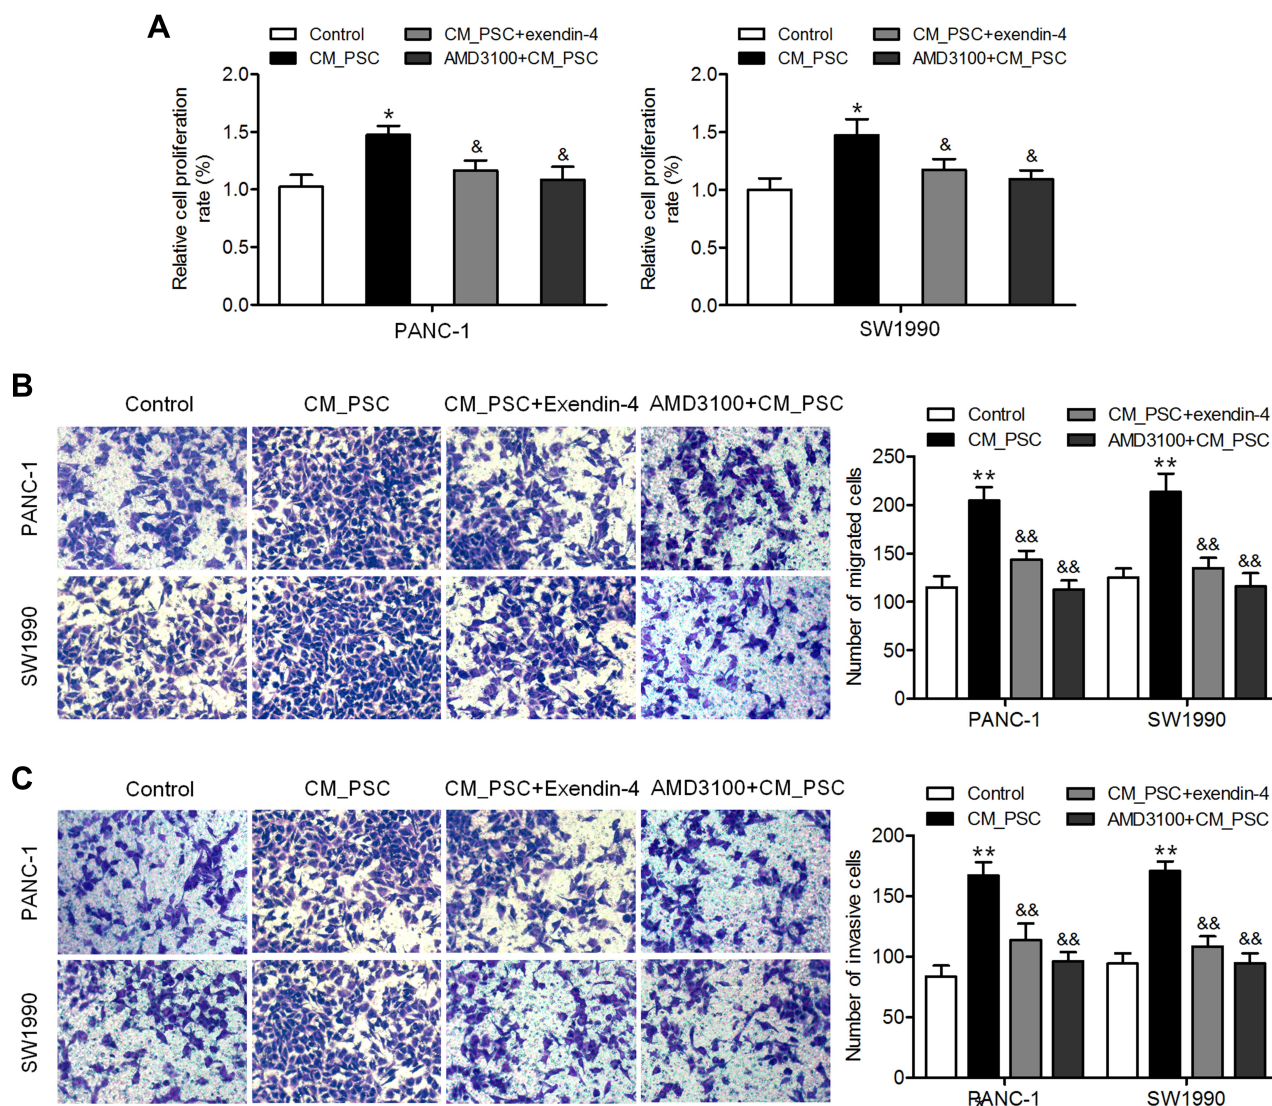 A
Control CM_PSC+exendin-4
CM_PSC AMD3100+CM_PSC
Relative cell proliferation
rate (%)
2.0
1.5
1.0
0.5
0.0
*
&
&
PANC-1
Control CM_PSC+exendin-4
CM_PSC AMD3100+CM_PSC
Relative cell proliferation
rate (%)
2.0
1.5
1.0
0.5
0.0
*
&
&
SW1990
B
Control CM_PSC CM_PSC+Exendin-4 AMD3100+CM_PSC
PANC-1
SW1990
Control CM_PSC+exendin-4
CM_PSC AMD3100+CM_PSC
Number of migrated cells
250
200
150
100
50
0
** && &&
** && &&
PANC-1 SW1990
C
Control CM_PSC CM_PSC+Exendin-4 AMD3100+CM_PSC
PANC-1
SW1990
Control CM_PSC+exendin-4
CM_PSC AMD3100+CM_PSC
Number of invasive cells
200
150
100
50
0
** && &&
** && &&
PANC-1 SW1990